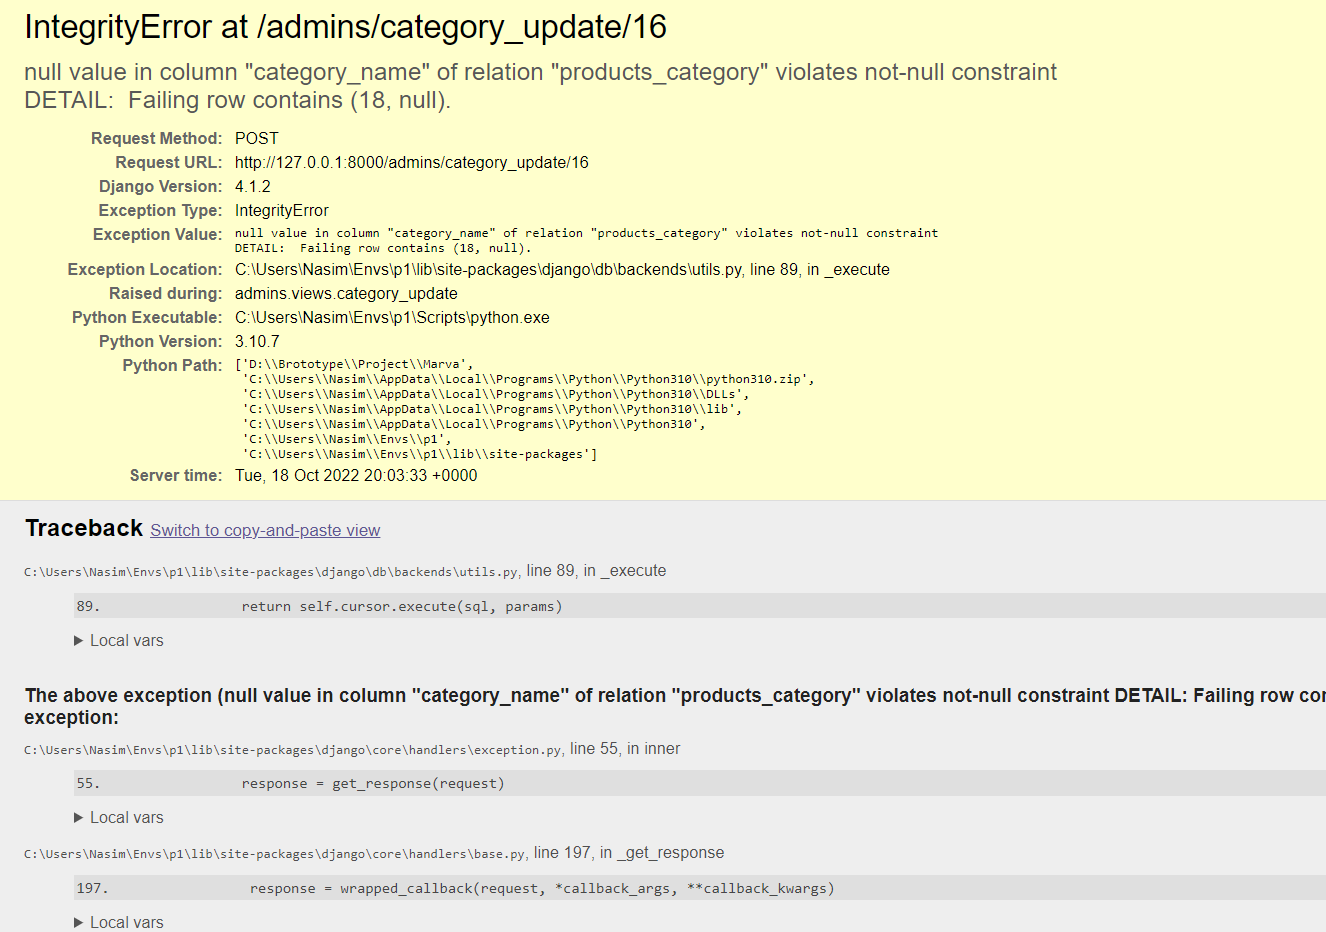 IntegrityError at /admins/category_update/16
null value in column "category_name" of relation "products_category" violates not-null constraint
DETAIL:  Failing row contains (18, null).
Request Method: POST
Request URL: http://127.0.0.1:8000/admins/category_update/16
Django Version: 4.1.2
Exception Type: IntegrityError
Exception Value: null value in column "category_name" of relation "products_category" violates not-null constraint
DETAIL:  Failing row contains (18, null).
Exception Location: C:\Users\Nasim\Envs\p1\lib\site-packages\django\db\backends\utils.py, line 89, in _execute
Raised during: admins.views.category_update
Python Executable: C:\Users\Nasim\Envs\p1\Scripts\python.exe
Python Version: 3.10.7
Python Path: ['D:\\Brototype\\Project\\Marva',
'C:\\Users\\Nasim\\AppData\\Local\\Programs\\Python\\Python310\\python310.zip',
'C:\\Users\\Nasim\\AppData\\Local\\Programs\\Python\\Python310\\DLLs',
'C:\\Users\\Nasim\\AppData\\Local\\Programs\\Python\\Python310\\lib',
'C:\\Users\\Nasim\\AppData\\Local\\Programs\\Python\\Python310',
'C:\\Users\\Nasim\\Envs\\p1',
'C:\\Users\\Nasim\\Envs\\p1\\lib\\site-packages']
Server time: Tue, 18 Oct 2022 20:03:33 +0000
Traceback Switch to copy-and-paste view
C:\Users\Nasim\Envs\p1\lib\site-packages\django\db\backends\utils.py, line 89, in _execute
89. return self.cursor.execute(sql, params)
▶ Local vars
The above exception (null value in column "category_name" of relation "products_category" violates not-null constraint DETAIL: Failing row
exception:
C:\Users\Nasim\Envs\p1\lib\site-packages\django\core\handlers\exception.py, line 55, in inner
55. response = get_response(request)
▶ Local vars
C:\Users\Nasim\Envs\p1\lib\site-packages\django\core\handlers\base.py, line 197, in _get_response
197. response = wrapped_callback(request, *callback_args, **callback_kwargs)
▶ Local vars